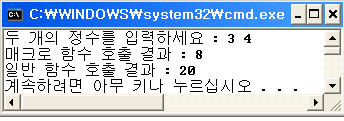 C:₩WINDOWS₩system32₩cmd.exe
두 개의 정수를 입력하세요 : 3 4
매크로 함수 호출 결과 : 8
일반 함수 호출 결과 : 20
계속하려면 아무 키나 누르십시오 . . .